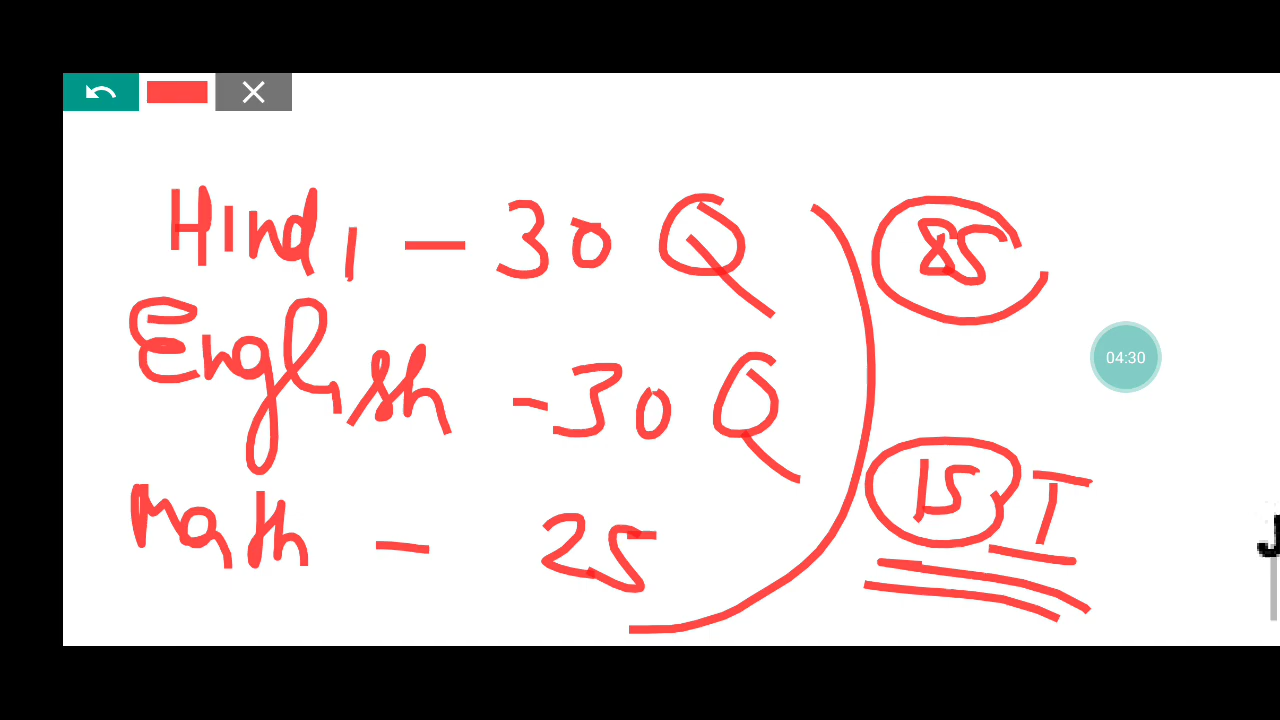 Hindi - 30 Q
85
English - 30 Q
04:30
Math - 25
15 I